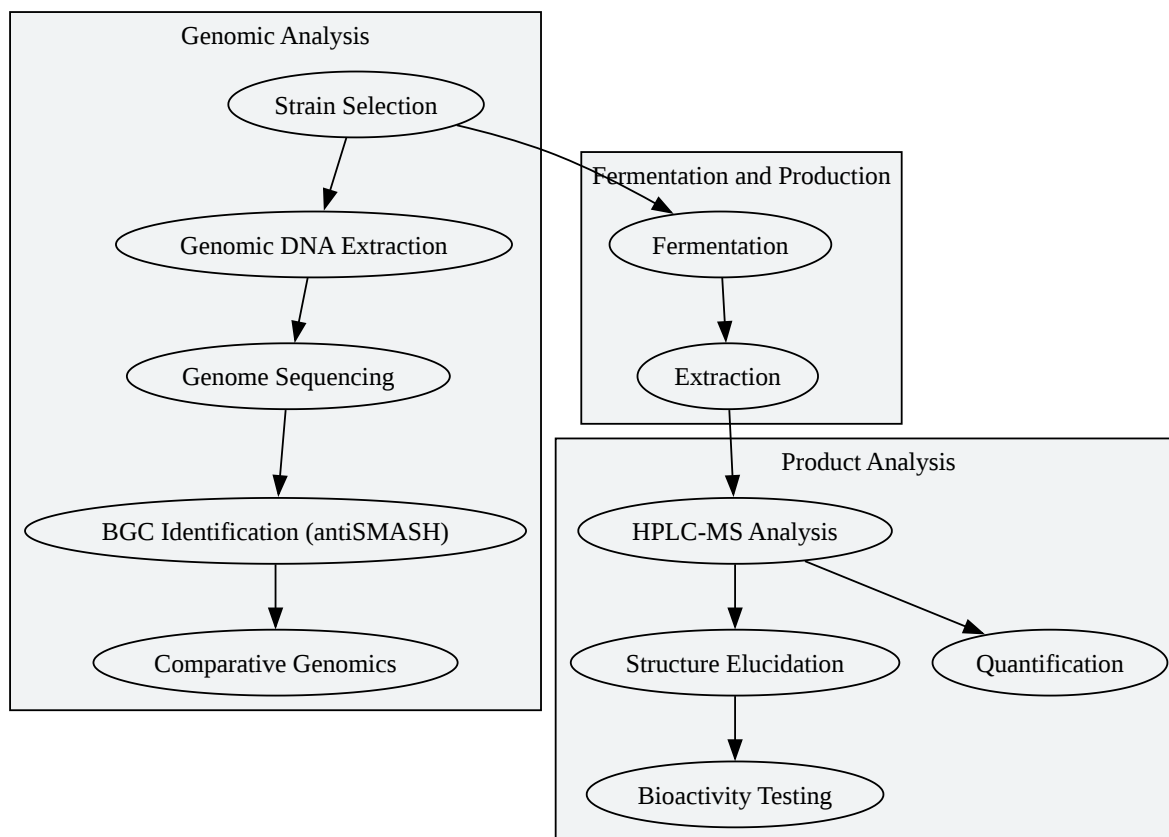 Genomic Analysis
Strain Selection
Genomic DNA Extraction
Genome Sequencing
BGC Identification (antiSMASH)
Comparative Genomics
Fermentation and Production
Fermentation
Extraction
Product Analysis
HPLC-MS Analysis
Structure Elucidation
Quantification
Bioactivity Testing